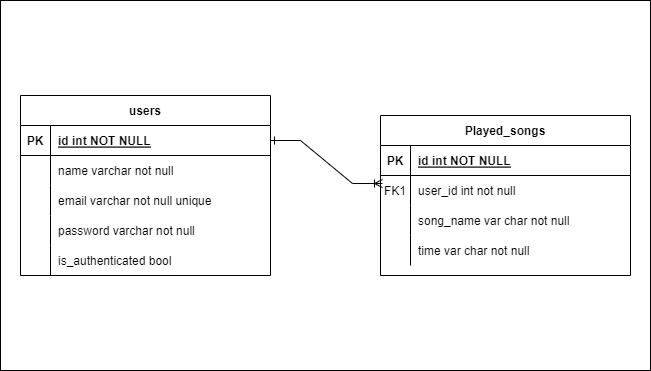 users
PK id int NOT NULL
name varchar not null
email varchar not null unique
password varchar not null
is_authenticated bool
Played_songs
PK id int NOT NULL
FK1 user_id int not null
song_name var char not null
time var char not null